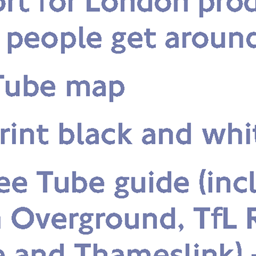 ort for London prod
people get around
Tube map
rint black and whit
ee Tube guide (incl
Overground, TfL R
e and Thameslink) -